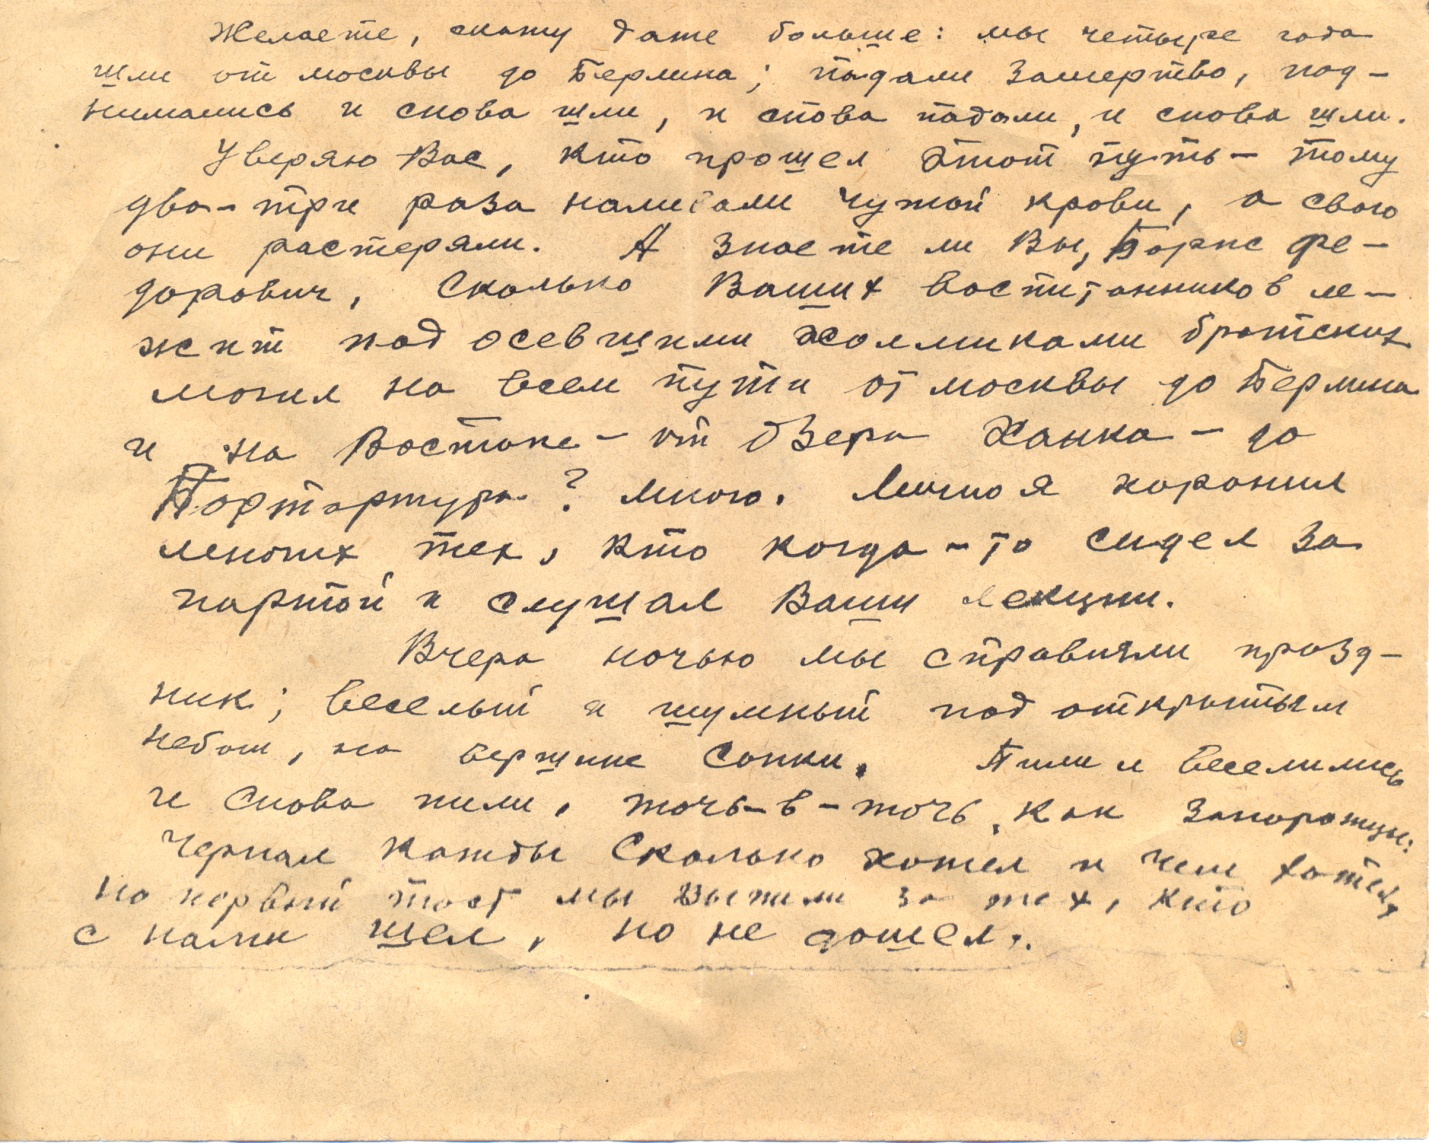 Желаете, скажу даже больше: мы четыре года
шли от москвы до Берлина; падали замертво, под-
нимались и снова шли, и снова падали, и снова шли.
Уверяю Вас, кто прошел этот путь – тому
два-три раза наливали чужой крови, а свою
они растеряли. А знаете ли Вы, Борис Фе-
дорович, сколько Ваших воспитанников ле-
жит под осевшими холмиками братских
могил на всем пути от москвы до Берлина
и на Востоке – от Озера Ханка – до
Портартура? много. Лично я хоронил
многих тех, кто когда-то сидел за
партой и слушал Ваши лекции.
Вчера ночью мы справляли празд-
ник; веселый и шумный под открытым
небом, на вершине сопки. Пили и веселились
и снова пили, точь-в-точь, как запорожцы:
Черпал кажды сколько хотел и чем хотел,
но первый тост мы выпили за тех, кто
с нами шел, но не дошел.